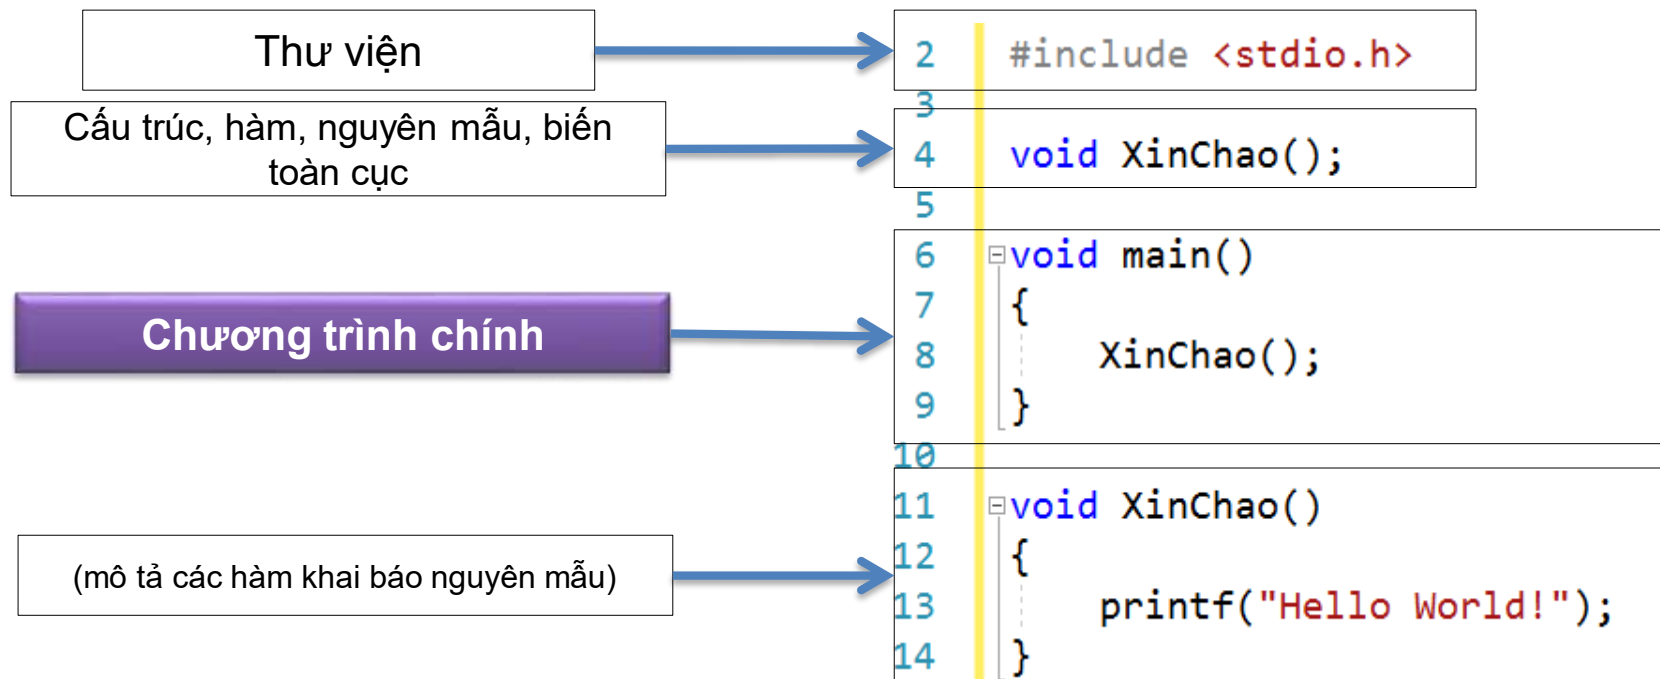 Thư viện
2 #include <stdio.h>
3
Cấu trúc, hàm, nguyên mẫu, biến
toàn cục
4 void XinChao();
5
Chương trình chính
6 void main()
7 {
8 XinChao();
9 }
10
(mô tả các hàm khai báo nguyên mẫu)
11 void XinChao()
12 {
13 printf("Hello World!");
14 }